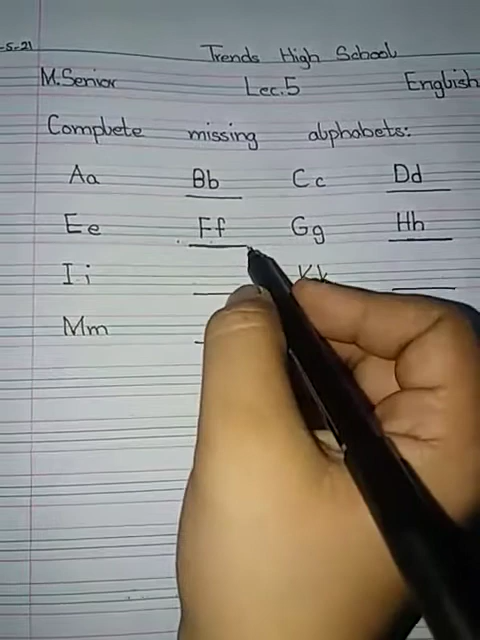 -5-21 Trends High School
M.Senior Lec.5 English
Complete missing alphabets:
Aa Bb Cc Dd
Ee Ff Gg Hh
Ii Kk
Mm